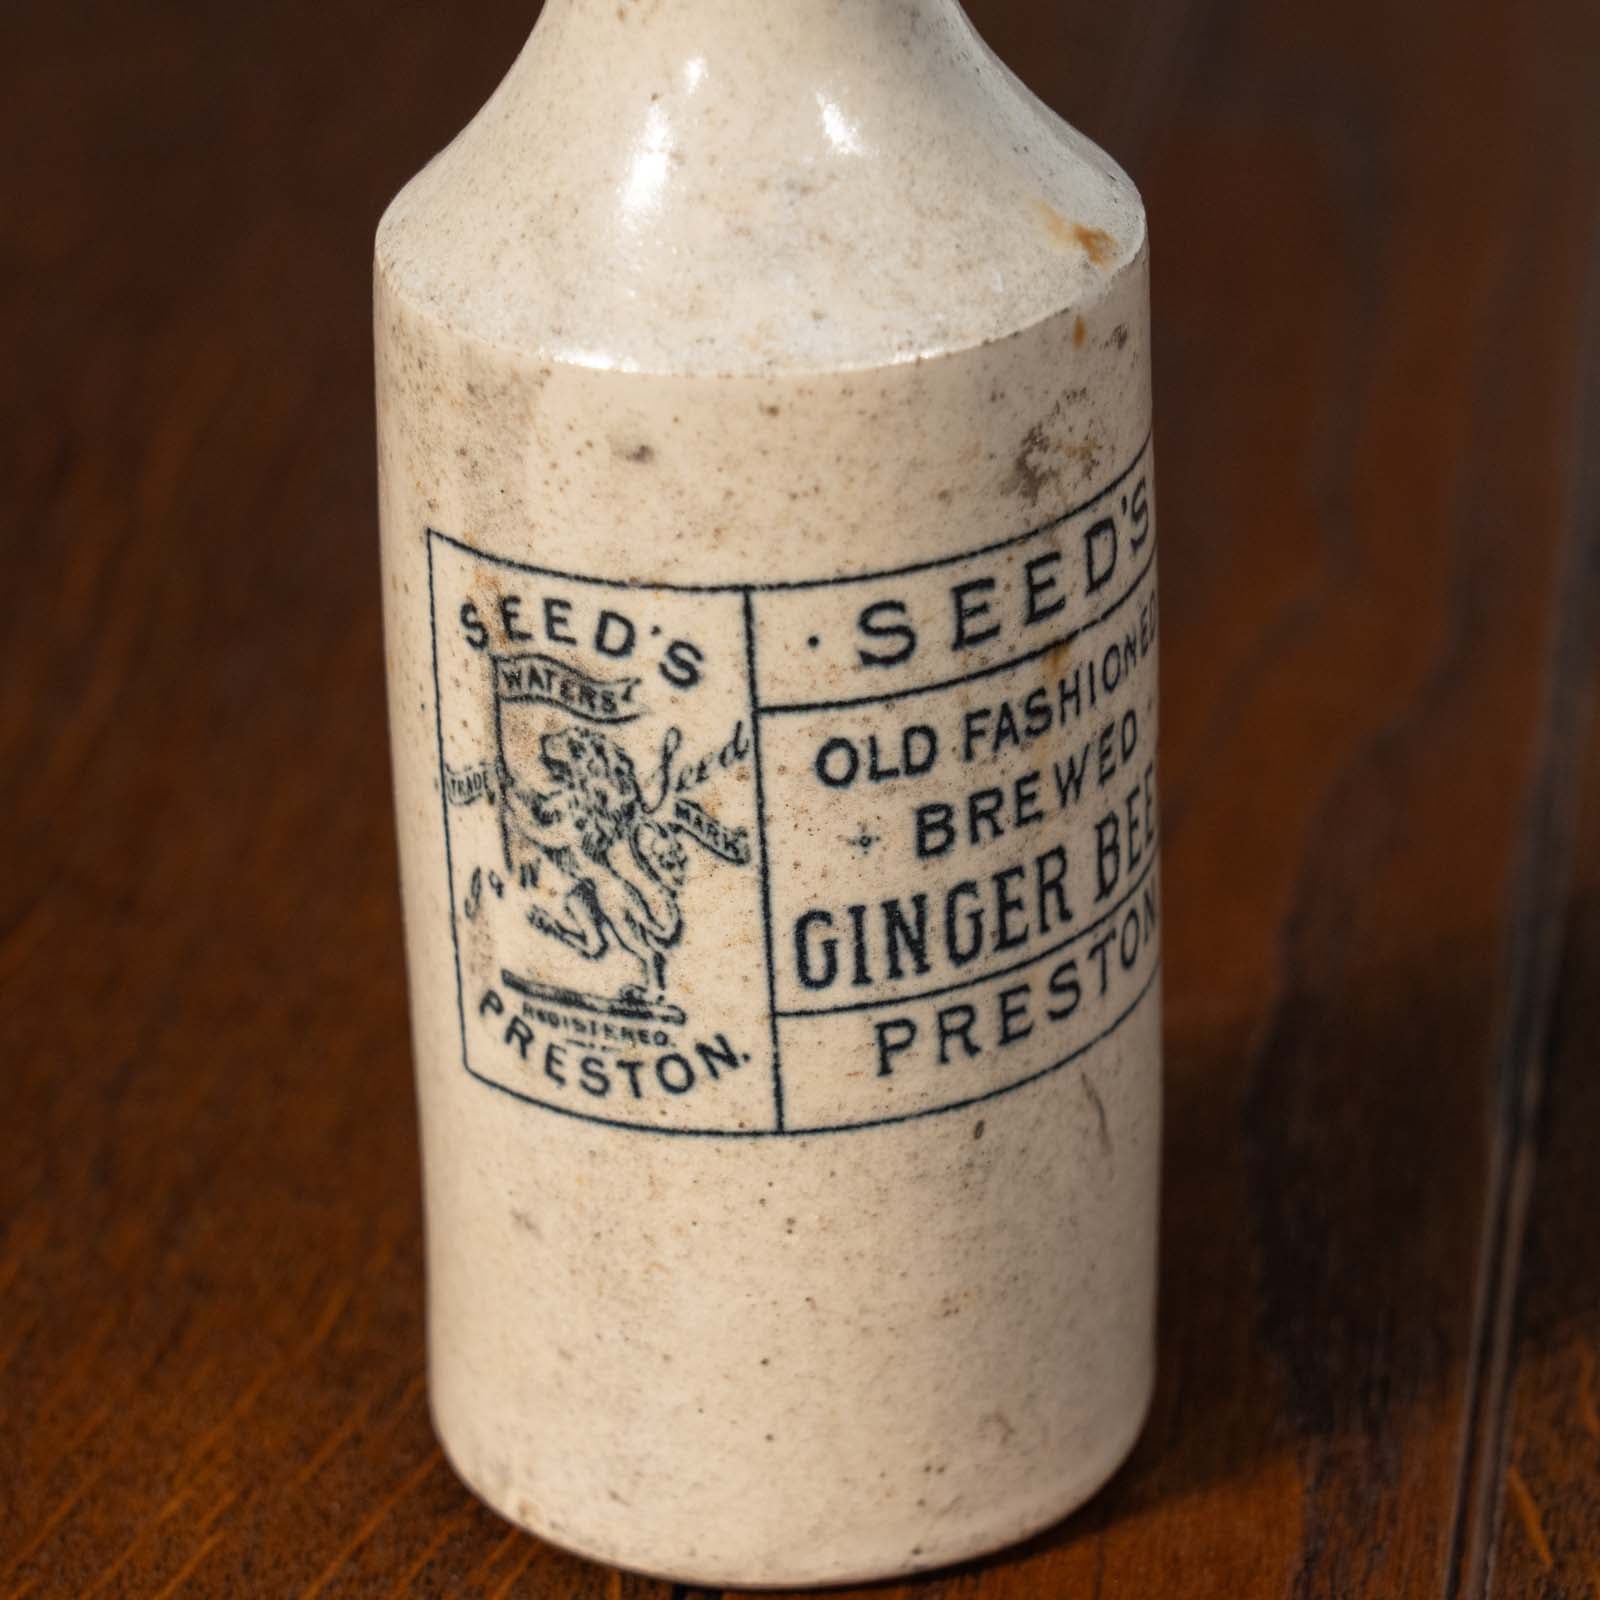 SEED'S
WATERS
Seed
TRADE
MARK
REGISTERED.
PRESTON.
· SEED'S
OLD FASHIONED
+ BREWED ·
GINGER BEE
PRESTON